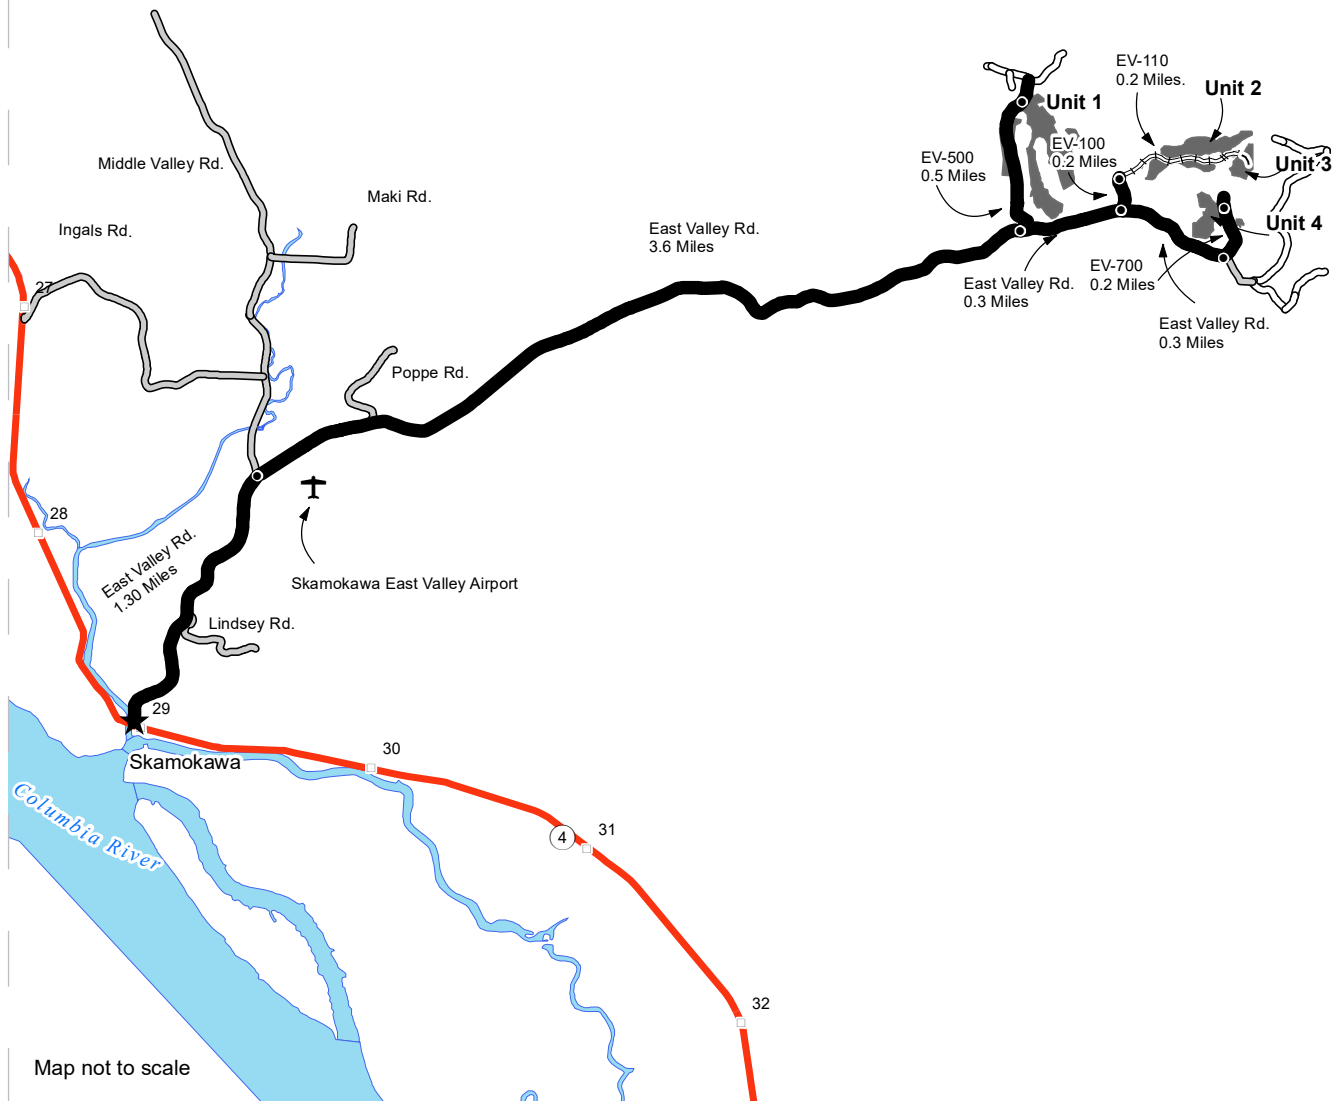 EV-110
0.2 Miles.
Unit 2
Unit 1
EV-100
0.2 Miles
Unit 3
EV-500
0.5 Miles
Middle Valley Rd.
Maki Rd.
Ingals Rd.
East Valley Rd.
3.6 Miles
Unit 4
EV-700
0.2 Miles
East Valley Rd.
0.3 Miles
27
East Valley Rd.
0.3 Miles
Poppe Rd.
28
East Valley Rd.
1.30 Miles
Skamokawa East Valley Airport
Lindsey Rd.
29
30
Skamokawa
Columbia River
31
4
32
Map not to scale